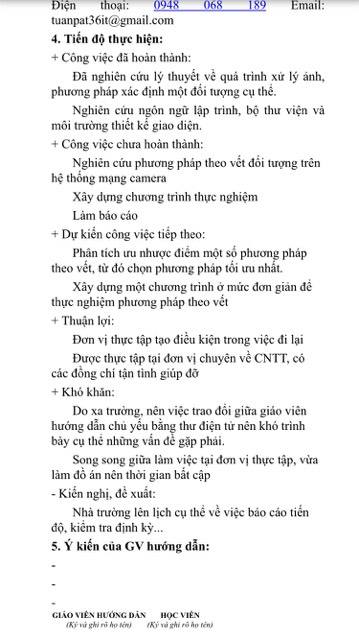 Điện thoại: 0948 068 189 Email:
tuanpat36it@gmail.com
4. Tiến độ thực hiện:
+ Công việc đã hoàn thành:
Đã nghiên cứu lý thuyết về quá trình xử lý ảnh,
phương pháp xác định một đối tượng cụ thể.
Nghiên cứu ngôn ngữ lập trình, bộ thư viện và
môi trường thiết kế giao diện.
+ Công việc chưa hoàn thành:
Nghiên cứu phương pháp theo vết đối tượng trên
hệ thống mạng camera
Xây dựng chương trình thực nghiệm
Làm báo cáo
+ Dự kiến công việc tiếp theo:
Phân tích ưu nhược điểm một số phương pháp
theo vết, từ đó chọn phương pháp tối ưu nhất.
Xây dựng một chương trình ở mức đơn giản để
thực nghiệm phương pháp theo vết
+ Thuận lợi:
Đơn vị thực tập tạo điều kiện trong việc đi lại
Được thực tập tại đơn vị chuyên về CNTT, có
các đồng chí tận tình giúp đỡ
+ Khó khăn:
Do xa trường, nên việc trao đổi giữa giáo viên
hướng dẫn chủ yếu bằng thư điện tử nên khó trình
bày cụ thể những vấn đề gặp phải.
Song song giữa làm việc tại đơn vị thực tập, vừa
làm đồ án nên thời gian bất cập
- Kiến nghị, đề xuất:
Nhà trường lên lịch cụ thể về việc báo cáo tiến
độ, kiểm tra định kỳ...
5. Ý kiến của GV hướng dẫn:
-
-
-
GIÁO VIÊN HƯỚNG DẪN HỌC VIÊN
(Ký và ghi rõ họ tên) (Ký và ghi rõ họ tên)